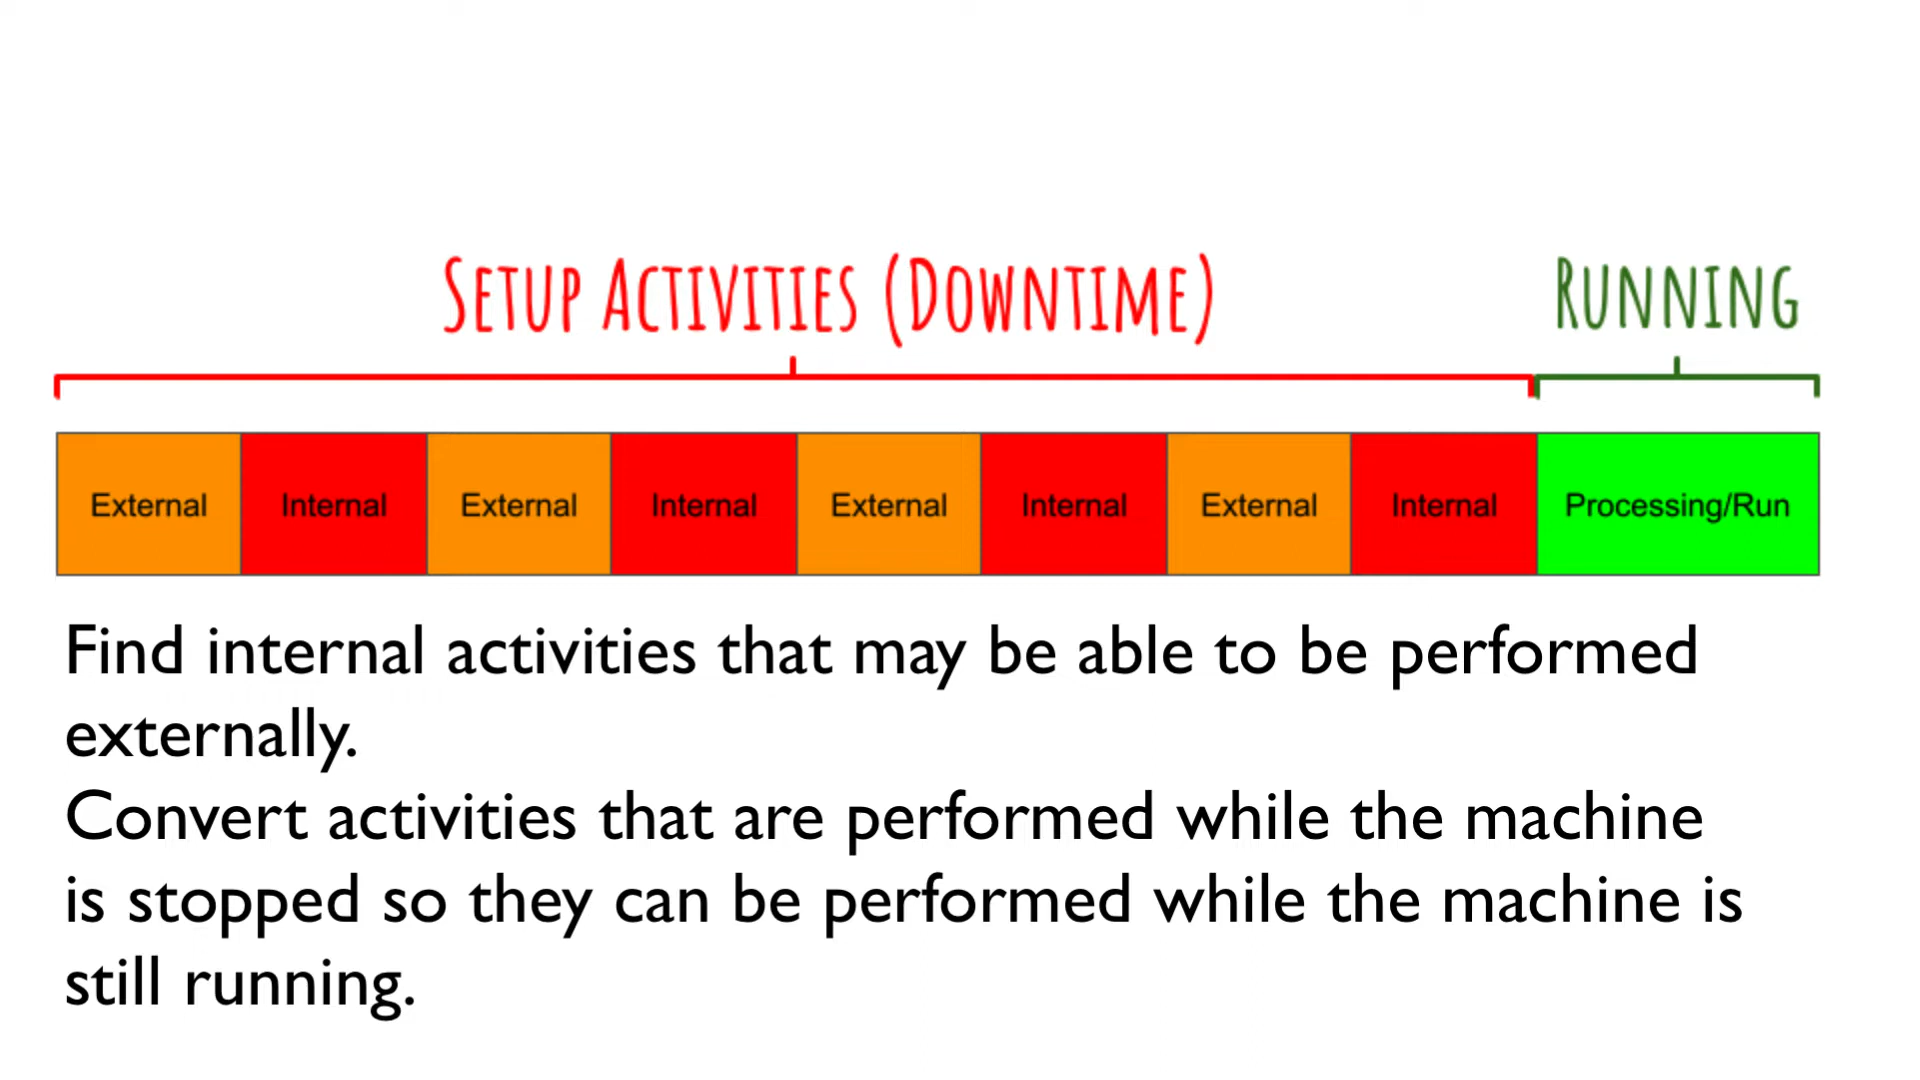 SETUP ACTIVITIES (DOWNTIME) RUNNING
External Internal External Internal External Internal External Internal Processing/Run
Find internal activities that may be able to be performed
externally.
Convert activities that are performed while the machine
is stopped so they can be performed while the machine is
still running.